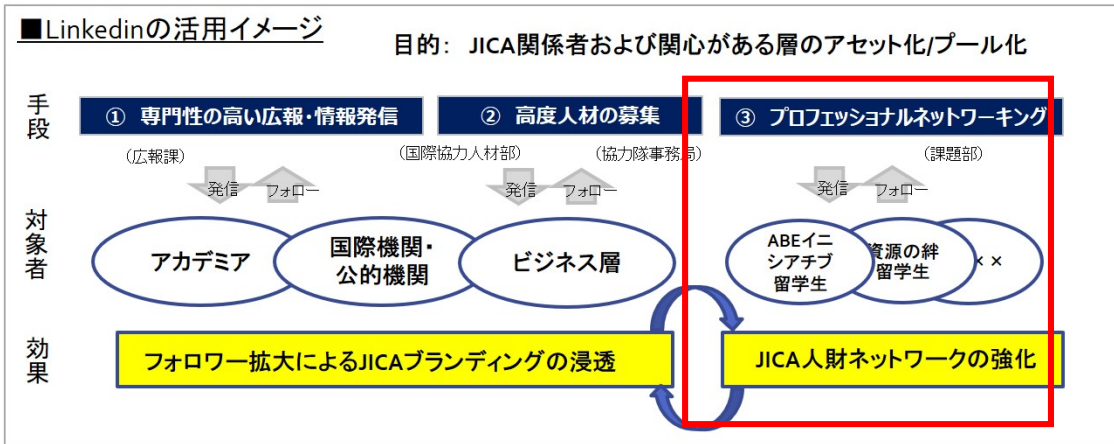 ■Linkedinの活用イメージ
目的： JICA関係者および関心がある層のアセット化/プール化
手段
① 専門性の高い広報・情報発信
② 高度人材の募集
③ プロフェッショナルネットワーキング
(広報課)
(国際協力人材部)
(協力隊事務局)
(課題部)
発信
フォロー
発信
フォロー
発信
フォロー
対象者
アカデミア
国際機関・
公的機関
ビジネス層
ABEイニ
シアチブ
留学生
資源の絆
留学生
××
効果
フォロワー拡大によるJICAブランディングの浸透
JICA人財ネットワークの強化